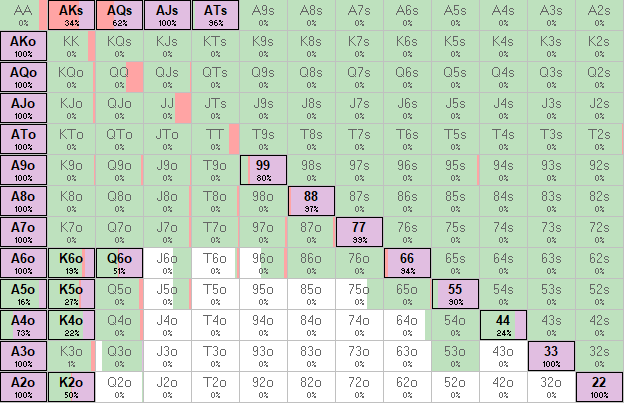 AA AKs AQs AJs ATs A9s A8s A7s A6s A5s A4s A3s A2s
0% 34% 62% 100% 96% 0% 0% 0% 0% 0% 0% 0% 0%
AKo KK KQs KJs KTs K9s K8s K7s K6s K5s K4s K3s K2s
100% 0% 0% 0% 0% 0% 0% 0% 0% 0% 0% 0% 0%
AQo KQo QQ QJs QTs Q9s Q8s Q7s Q6s Q5s Q4s Q3s Q2s
100% 0% 0% 0% 0% 0% 0% 0% 0% 0% 0% 0% 0%
AJo KJo QJo JJ JTs J9s J8s J7s J6s J5s J4s J3s J2s
100% 0% 0% 0% 0% 0% 0% 0% 0% 0% 0% 0% 0%
ATo KTo QTo JTo TT T9s T8s T7s T6s T5s T4s T3s T2s
100% 0% 0% 0% 0% 0% 0% 0% 0% 0% 0% 0% 0%
A9o K9o Q9o J9o T9o 99 98s 97s 96s 95s 94s 93s 92s
100% 0% 0% 0% 0% 80% 0% 0% 0% 0% 0% 0% 0%
A8o K8o Q8o J8o T8o 98o 88 87s 86s 85s 84s 83s 82s
100% 0% 0% 0% 0% 0% 97% 0% 0% 0% 0% 0% 0%
A7o K7o Q7o J7o T7o 97o 87o 77 76s 75s 74s 73s 72s
100% 0% 0% 0% 0% 0% 0% 99% 0% 0% 0% 0% 0%
A6o K6o Q6o J6o T6o 96o 86o 76o 66 65s 64s 63s 62s
100% 19% 51% 0% 0% 0% 0% 0% 94% 0% 0% 0% 0%
A5o K5o Q5o J5o T5o 95o 85o 75o 65o 55 54s 53s 52s
16% 27% 0% 0% 0% 0% 0% 0% 0% 90% 0% 0% 0%
A4o K4o Q4o J4o T4o 94o 84o 74o 64o 54o 44 43s 42s
73% 22% 0% 0% 0% 0% 0% 0% 0% 0% 24% 0% 0%
A3o K3o Q3o J3o T3o 93o 83o 73o 63o 53o 43o 33 32s
100% 1% 0% 0% 0% 0% 0% 0% 0% 0% 0% 100% 0%
A2o K2o Q2o J2o T2o 92o 82o 72o 62o 52o 42o 32o 22
100% 50% 0% 0% 0% 0% 0% 0% 0% 0% 0% 0% 100%